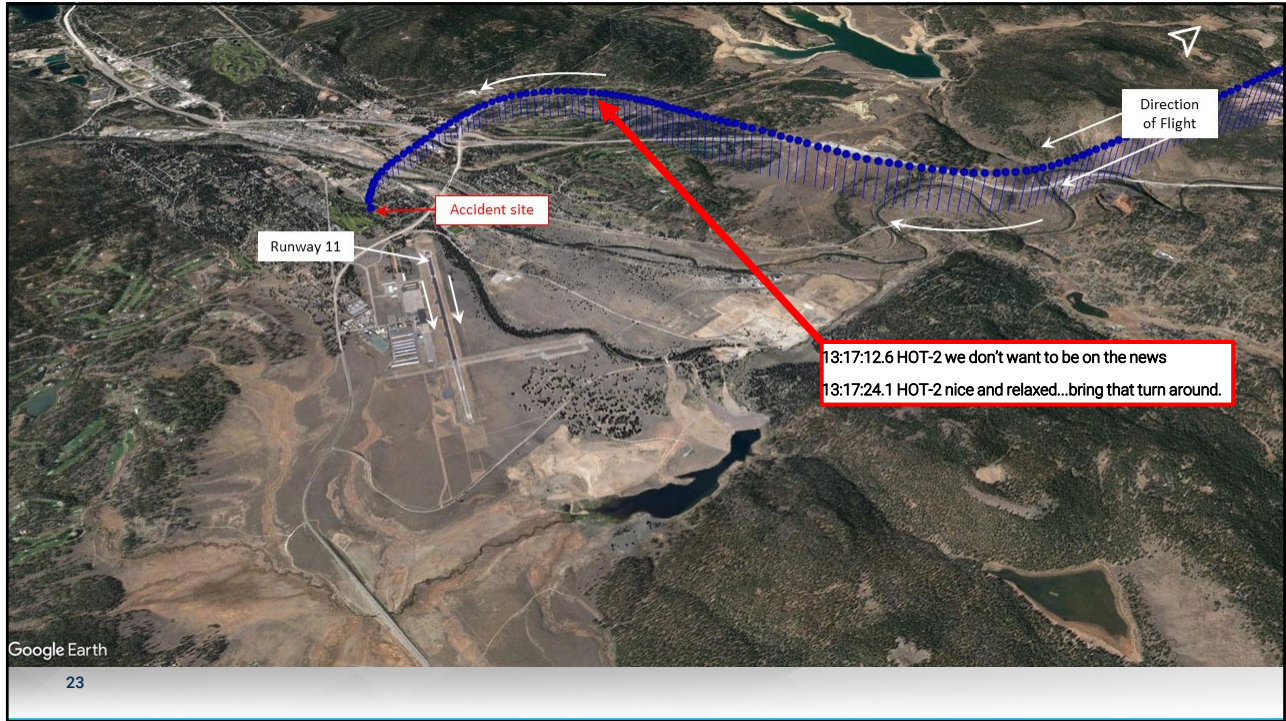 Direction
of Flight
Accident site
Runway 11
13:17:12.6 HOT-2 we don’t want to be on the news
13:17:24.1 HOT-2 nice and relaxed...bring that turn around.
Google Earth
23